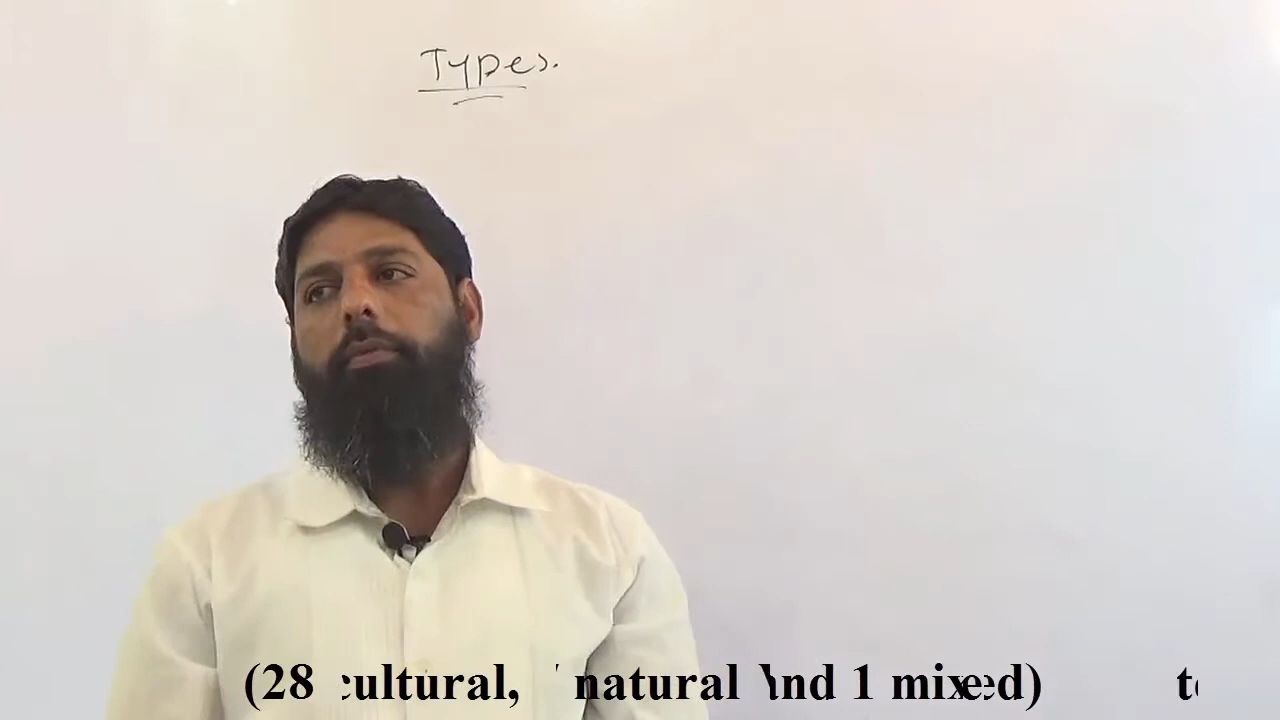 Types.
(28 cultural, natural and 1 mixed)